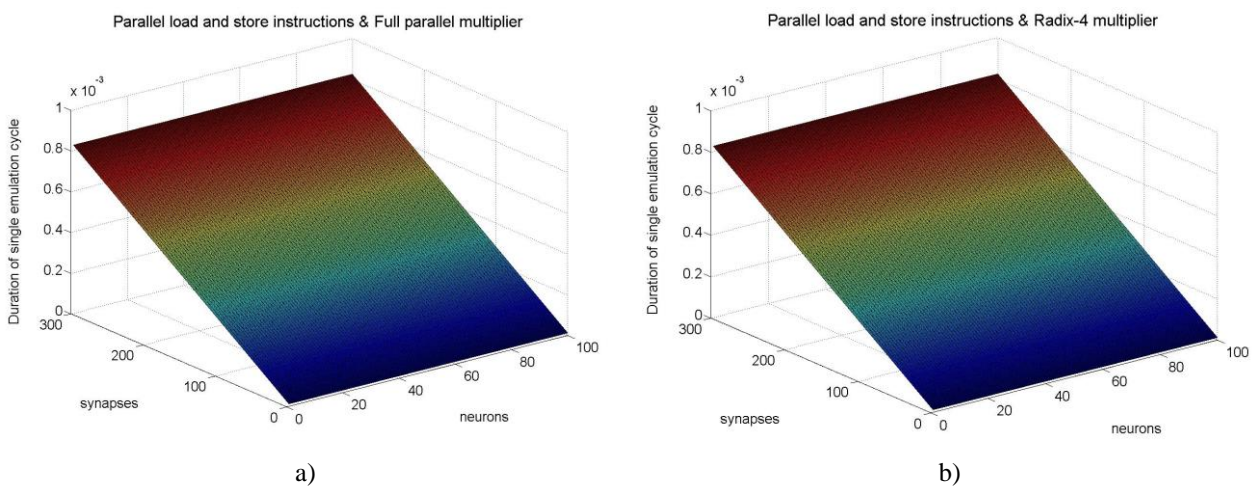 Parallel load and store instructions & Full parallel multiplier
x 10⁻³
1
0.8
0.6
0.4
0.2
0
Duration of single emulation cycle
300
200
100
0
synapses
0
20
40
60
80
100
neurons
a)
Parallel load and store instructions & Radix-4 multiplier
x 10⁻³
1
0.8
0.6
0.4
0.2
0
Duration of single emulation cycle
300
200
100
0
synapses
0
20
40
60
80
100
neurons
b)